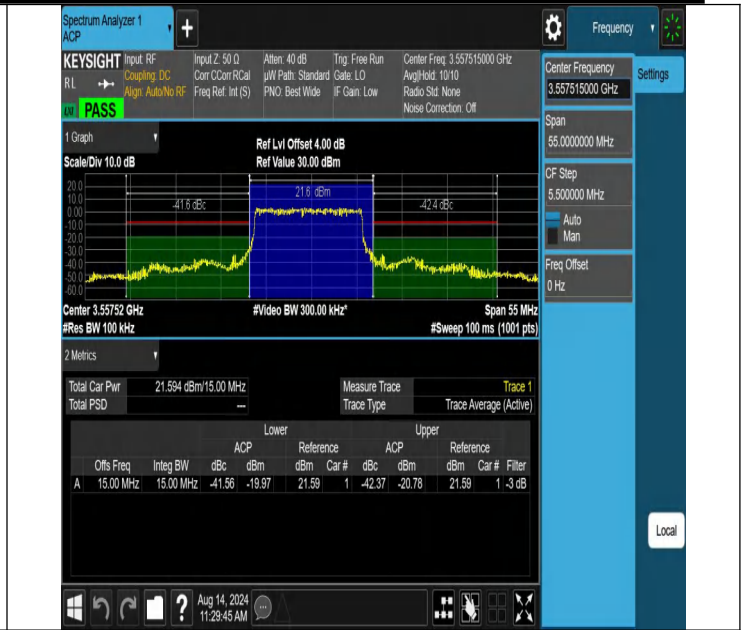 Spectrum Analyzer 1
ACP
+
Frequency
KEYSIGHT
RL
PASS
Input: RF
Coupling: DC
Align: Auto/No RF
Input Z: 50 Ω
Corr CCorr RCal
Freq Ref: Int (S)
Atten: 40 dB
µW Path: Standard
PNO: Best Wide
Trig: Free Run
Gate: LO
IF Gain: Low
Center Freq: 3.557515000 GHz
Avg|Hold: 10/10
Radio Std: None
Noise Correction: Off
Center Frequency
3.557515000 GHz
Settings
Span
55.0000000 MHz
CF Step
5.500000 MHz
Auto
Man
Freq Offset
0 Hz
1 Graph
Scale/Div 10.0 dB
Ref Lvl Offset 4.00 dB
Ref Value 30.00 dBm
20.0
10.0
0.00
-10.0
-20.0
-30.0
-40.0
-50.0
-60.0
-41.6 dBc
21.6 dBm
-42.4 dBc
Center 3.55752 GHz
#Video BW 300.00 kHz*
Span 55 MHz
#Res BW 100 kHz
#Sweep 100 ms (1001 pts)
2 Metrics
Total Car Pwr 21.594 dBm/15.00 MHz
Total PSD ---
Measure Trace Trace 1
Trace Type Trace Average (Active)
Lower Upper
ACP Reference ACP Reference
Offs Freq Integ BW dBc dBm dBm Car # dBc dBm dBm Car # Filter
A 15.00 MHz 15.00 MHz -41.56 -19.97 21.59 1 -42.37 -20.78 21.59 1 -3 dB
Local
?
Aug 14, 2024
11:29:45 AM